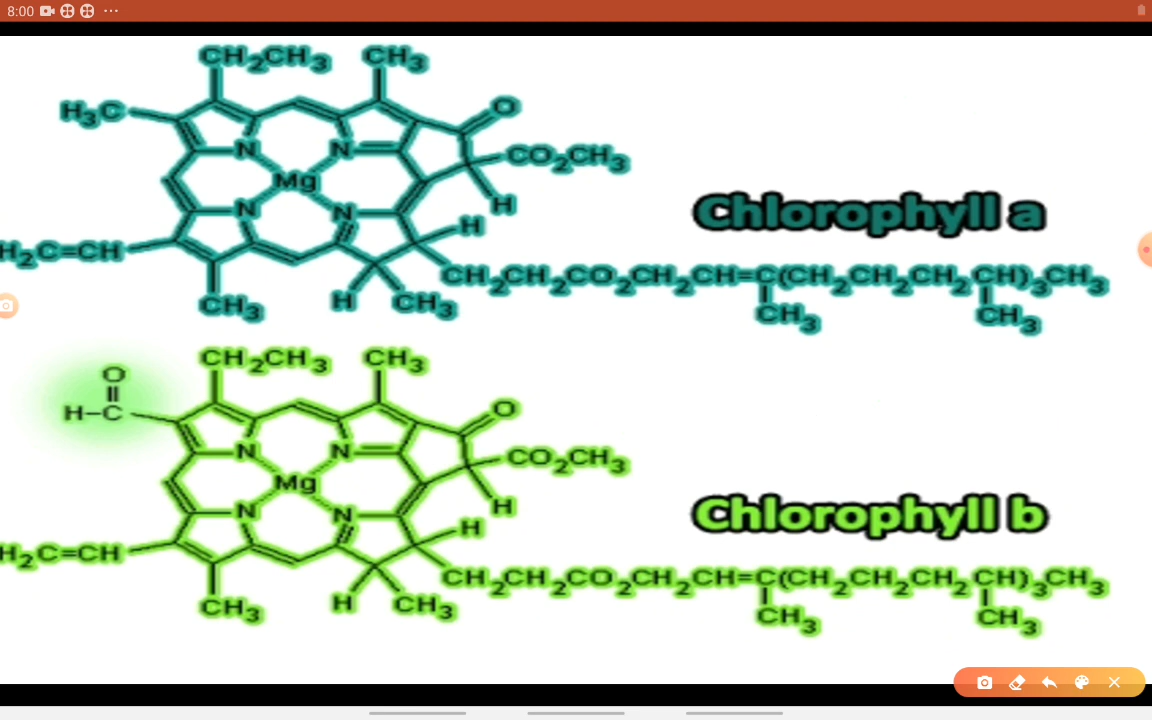 8:00
CH2CH3 CH3
H3C O
N N CO2CH3
Mg
N N H
H
H2C=CH
CH2CH2CO2CH2CH=C(CH2CH2CH2CH)3CH3
CH3 H CH3 CH3 CH3
Chlorophyll a
O
H-C
CH2CH3 CH3
O
N N CO2CH3
Mg
N N H
H
H2C=CH
CH2CH2CO2CH2CH=C(CH2CH2CH2CH)3CH3
CH3 H CH3 CH3 CH3
Chlorophyll b